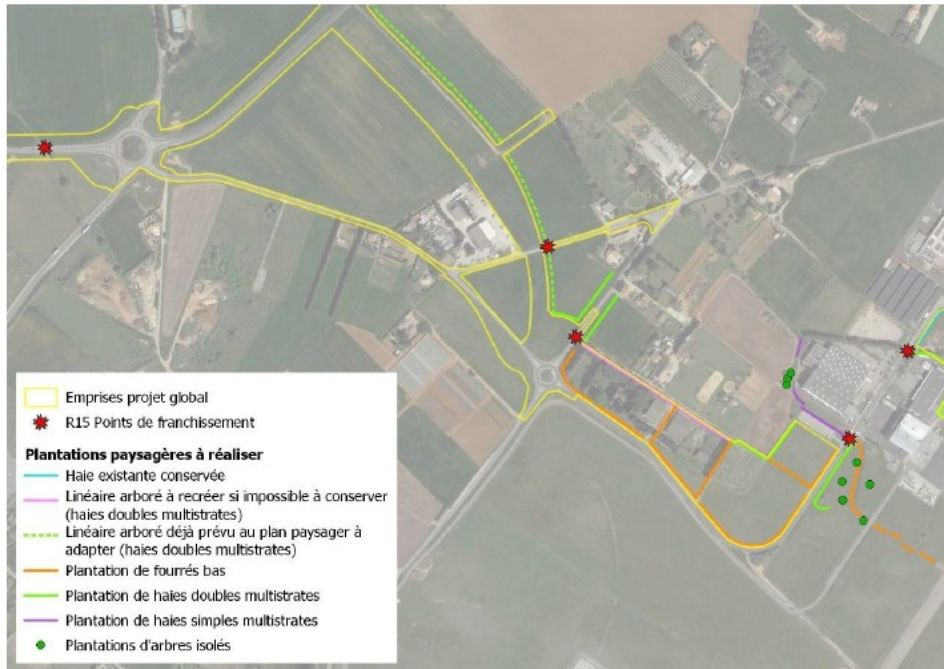 Emprises projet global
R15 Points de franchissement
Plantations paysagères à réaliser
Haie existante conservée
Linéaire arboré à recréer si impossible à conserver
(haies doubles multistrates)
Linéaire arboré déjà prévu au plan paysager à
adapter (haies doubles multistrates)
Plantation de fourrés bas
Plantation de haies doubles multistrates
Plantation de haies simples multistrates
Plantations d'arbres isolés